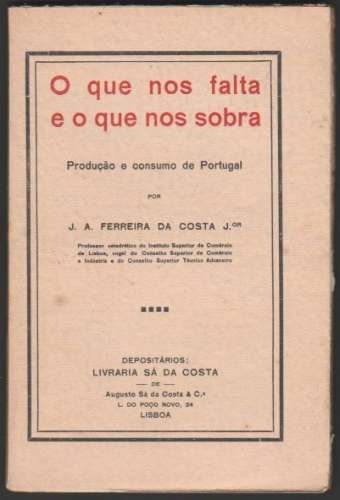 O que nos falta
e o que nos sobra
Produção e consumo de Portugal
POR
J. A. FERREIRA DA COSTA J.OR
Professor catedrático do Instituto Superior de Comércio
de Lisboa, vogal do Conselho Superior de Comércio
e Indústria e do Conselho Superior Técnico Aduaneiro
DEPOSITÁRIOS:
LIVRARIA SÁ DA COSTA
— DE —
Augusto Sá da Costa & C.ª
L. DO POÇO NOVO, 24
LISBOA